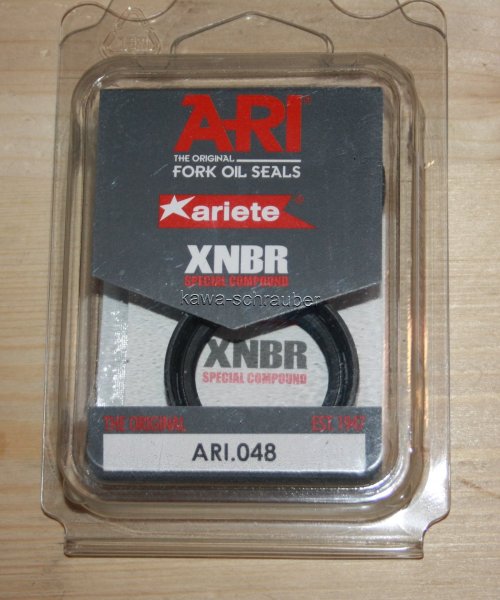 ARI
THE ORIGINAL
FORK OIL SEALS
ariete
XNBR
SPECIAL COMPOUND
kawa-schrauber
XNBR
SPECIAL COMPOUND
THE ORIGINAL EST. 1947
ARI.048